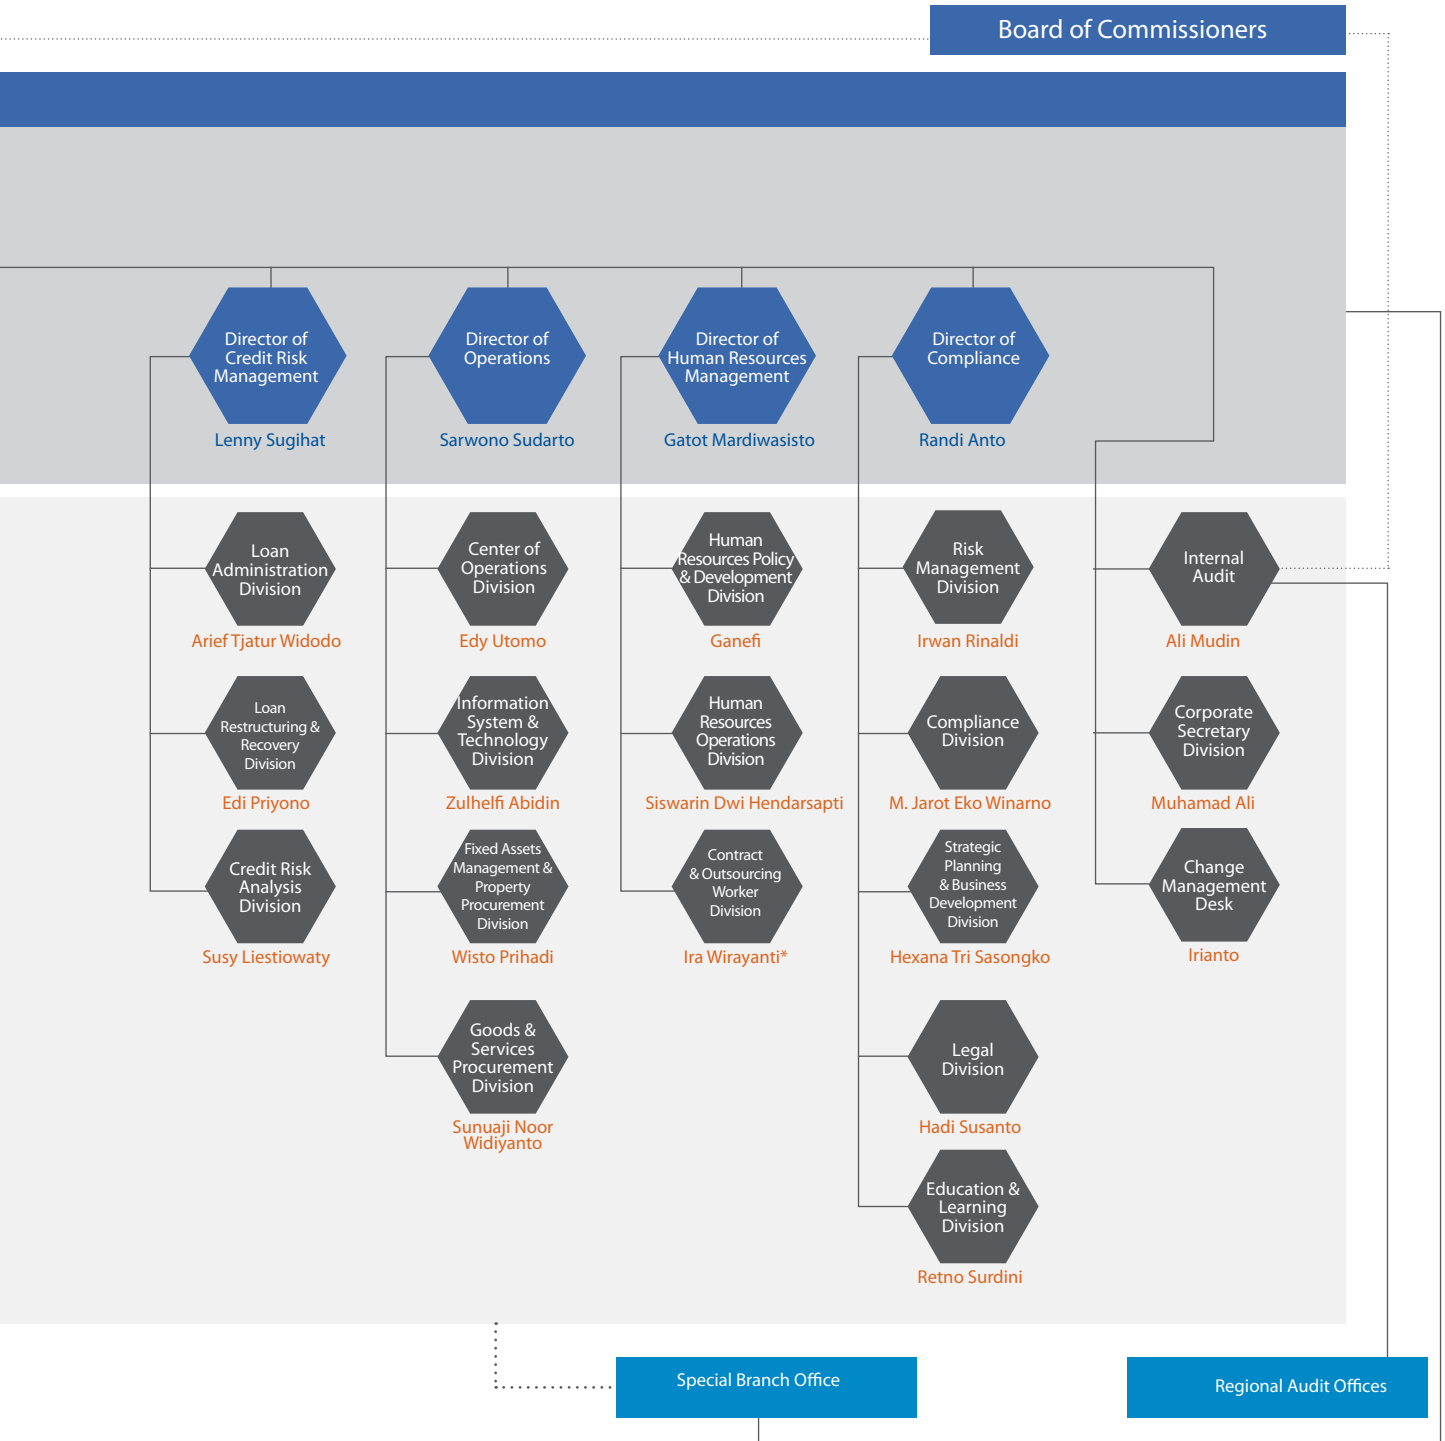 Board of Commissioners
Director of
Credit Risk
Management
Lenny Sugihat
Director of
Operations
Sarwono Sudarto
Director of
Human Resources
Management
Gatot Mardiwasisto
Director of
Compliance
Randi Anto
Loan
Administration
Division
Arief Tjatur Widodo
Center of
Operations
Division
Edy Utomo
Human
Resources Policy
& Development
Division
Ganefi
Risk
Management
Division
Irwan Rinaldi
Internal
Audit
Ali Mudin
Loan
Restructuring &
Recovery
Division
Edi Priyono
Information
System &
Technology
Division
Zulhelfi Abidin
Human
Resources
Operations
Division
Siswarin Dwi Hendarsapti
Compliance
Division
M. Jarot Eko Winarno
Corporate
Secretary
Division
Muhamad Ali
Credit Risk
Analysis
Division
Susy Liestiowaty
Fixed Assets
Management &
Property
Procurement
Division
Wisto Prihadi
Contract
& Outsourcing
Worker
Division
Ira Wirayanti*
Strategic
Planning
& Business
Development
Division
Hexana Tri Sasongko
Change
Management
Desk
Irianto
Goods &
Services
Procurement
Division
Sunuaji Noor
Widiyanto
Legal
Division
Hadi Susanto
Education &
Learning
Division
Retno Surdini
Special Branch Office
Regional Audit Offices